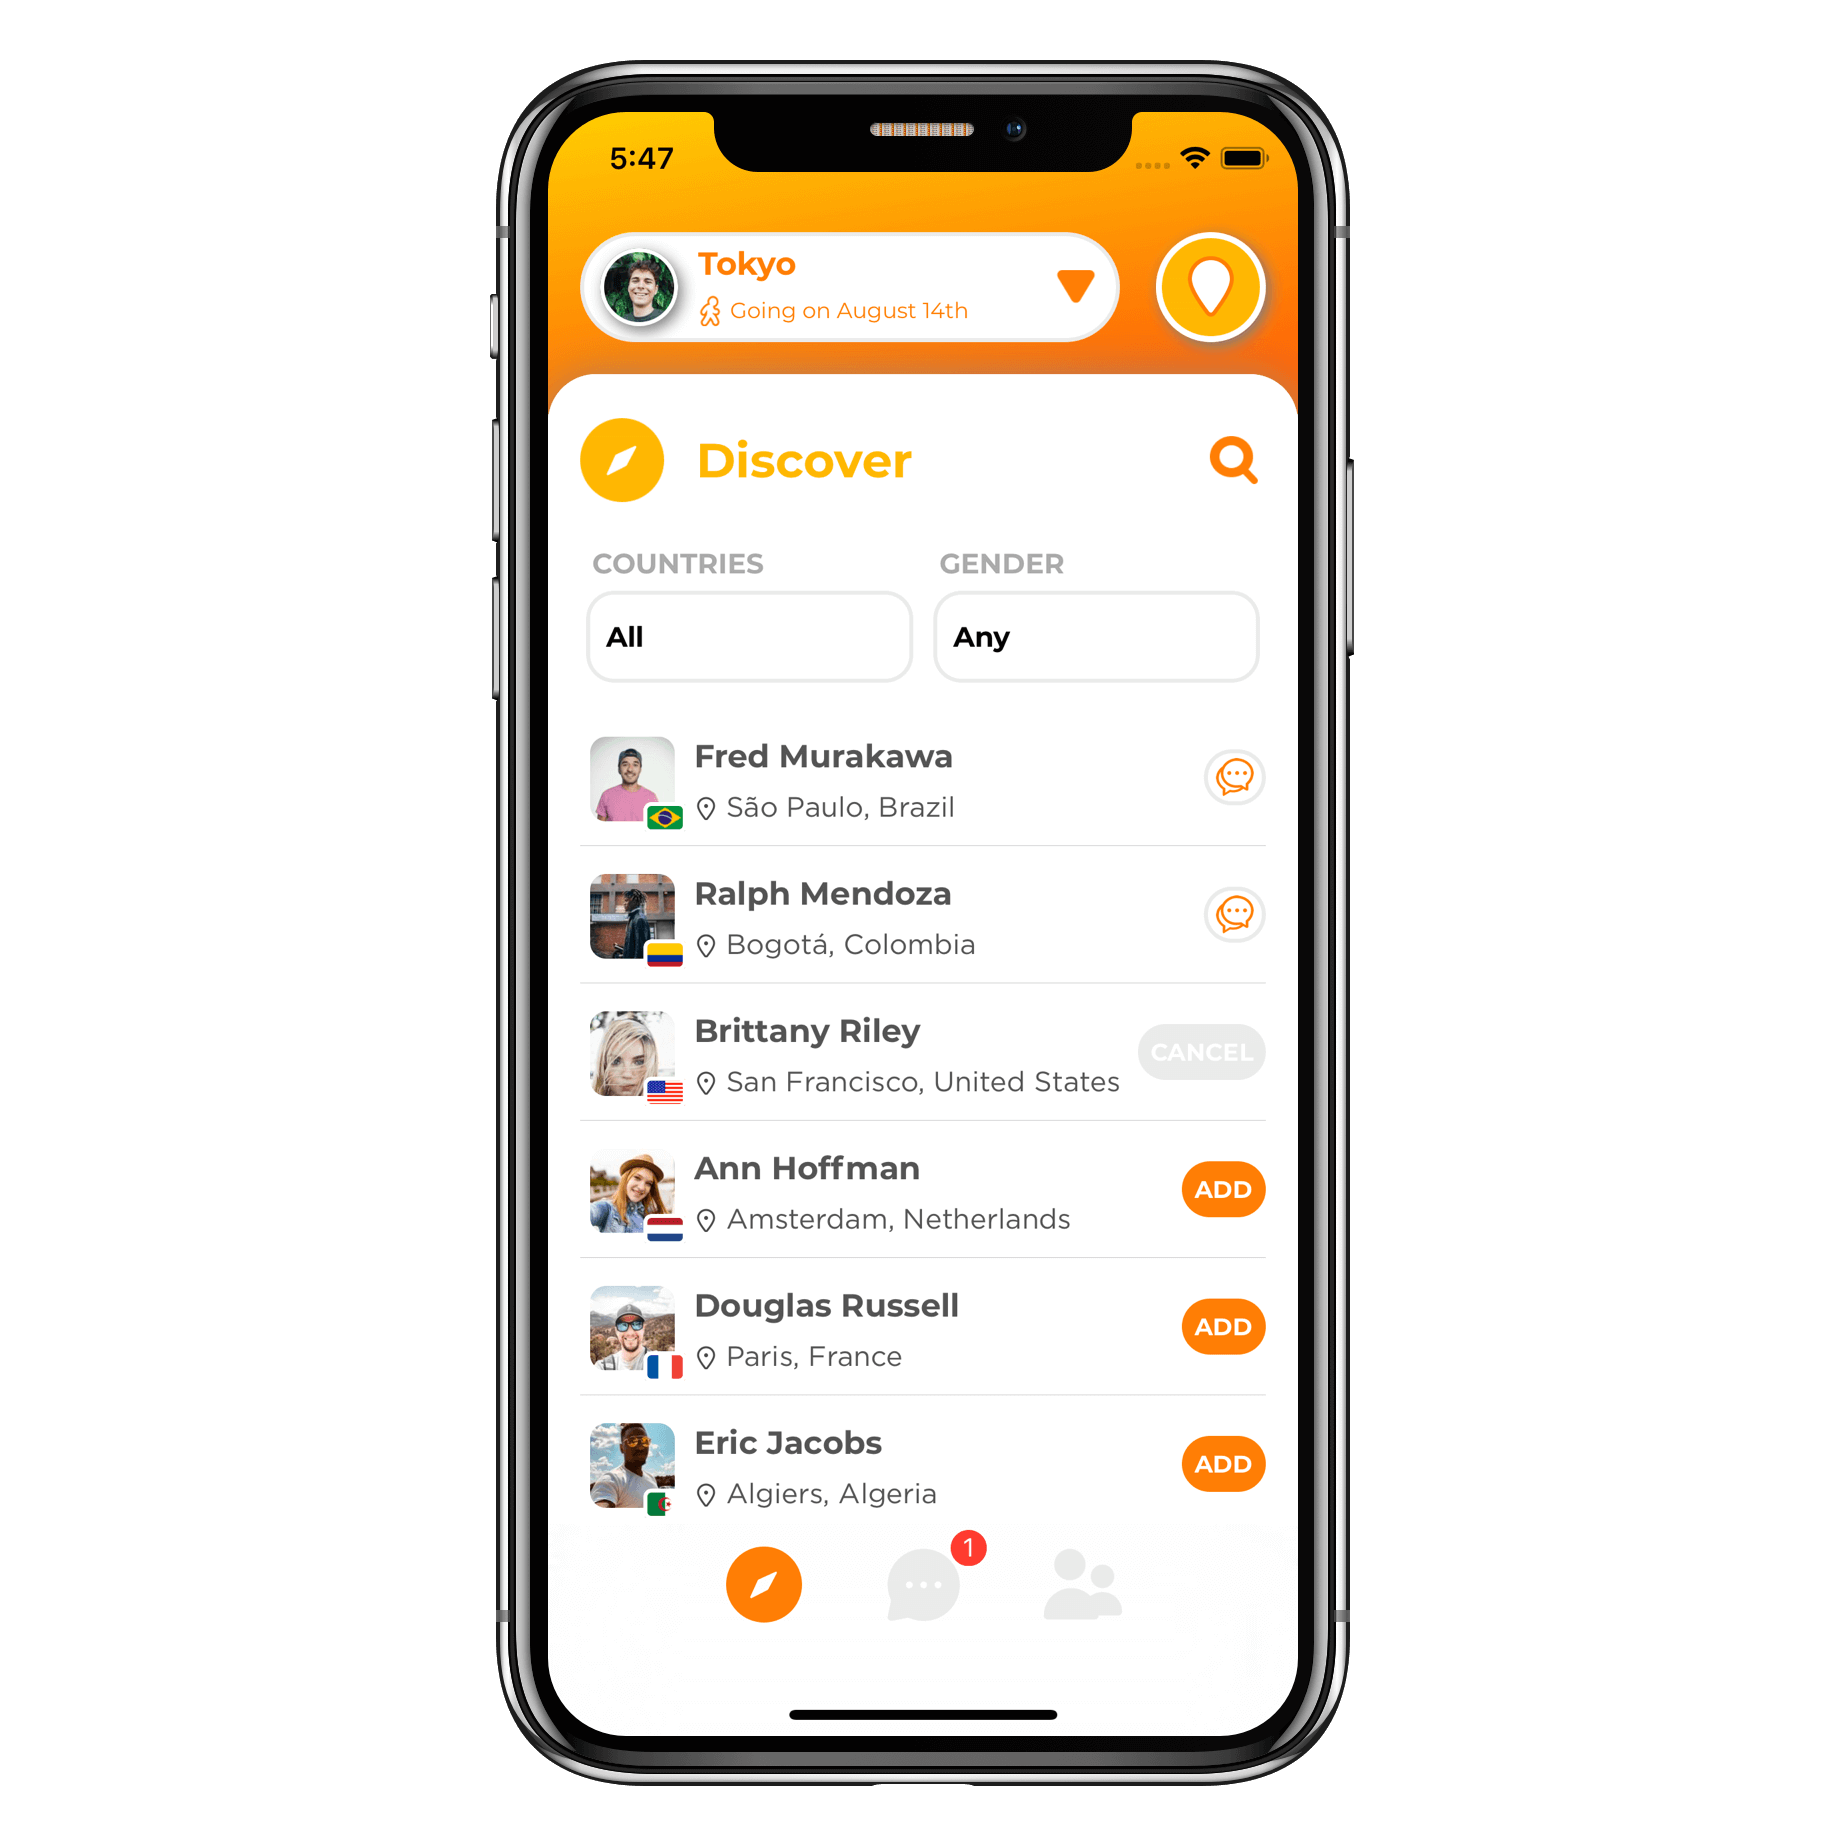 5:47
Tokyo
Going on August 14th
Discover
COUNTRIES GENDER
All Any
Fred Murakawa
São Paulo, Brazil
Ralph Mendoza
Bogotá, Colombia
Brittany Riley
San Francisco, United States
CANCEL
Ann Hoffman
Amsterdam, Netherlands
ADD
Douglas Russell
Paris, France
ADD
Eric Jacobs
Algiers, Algeria
ADD
1